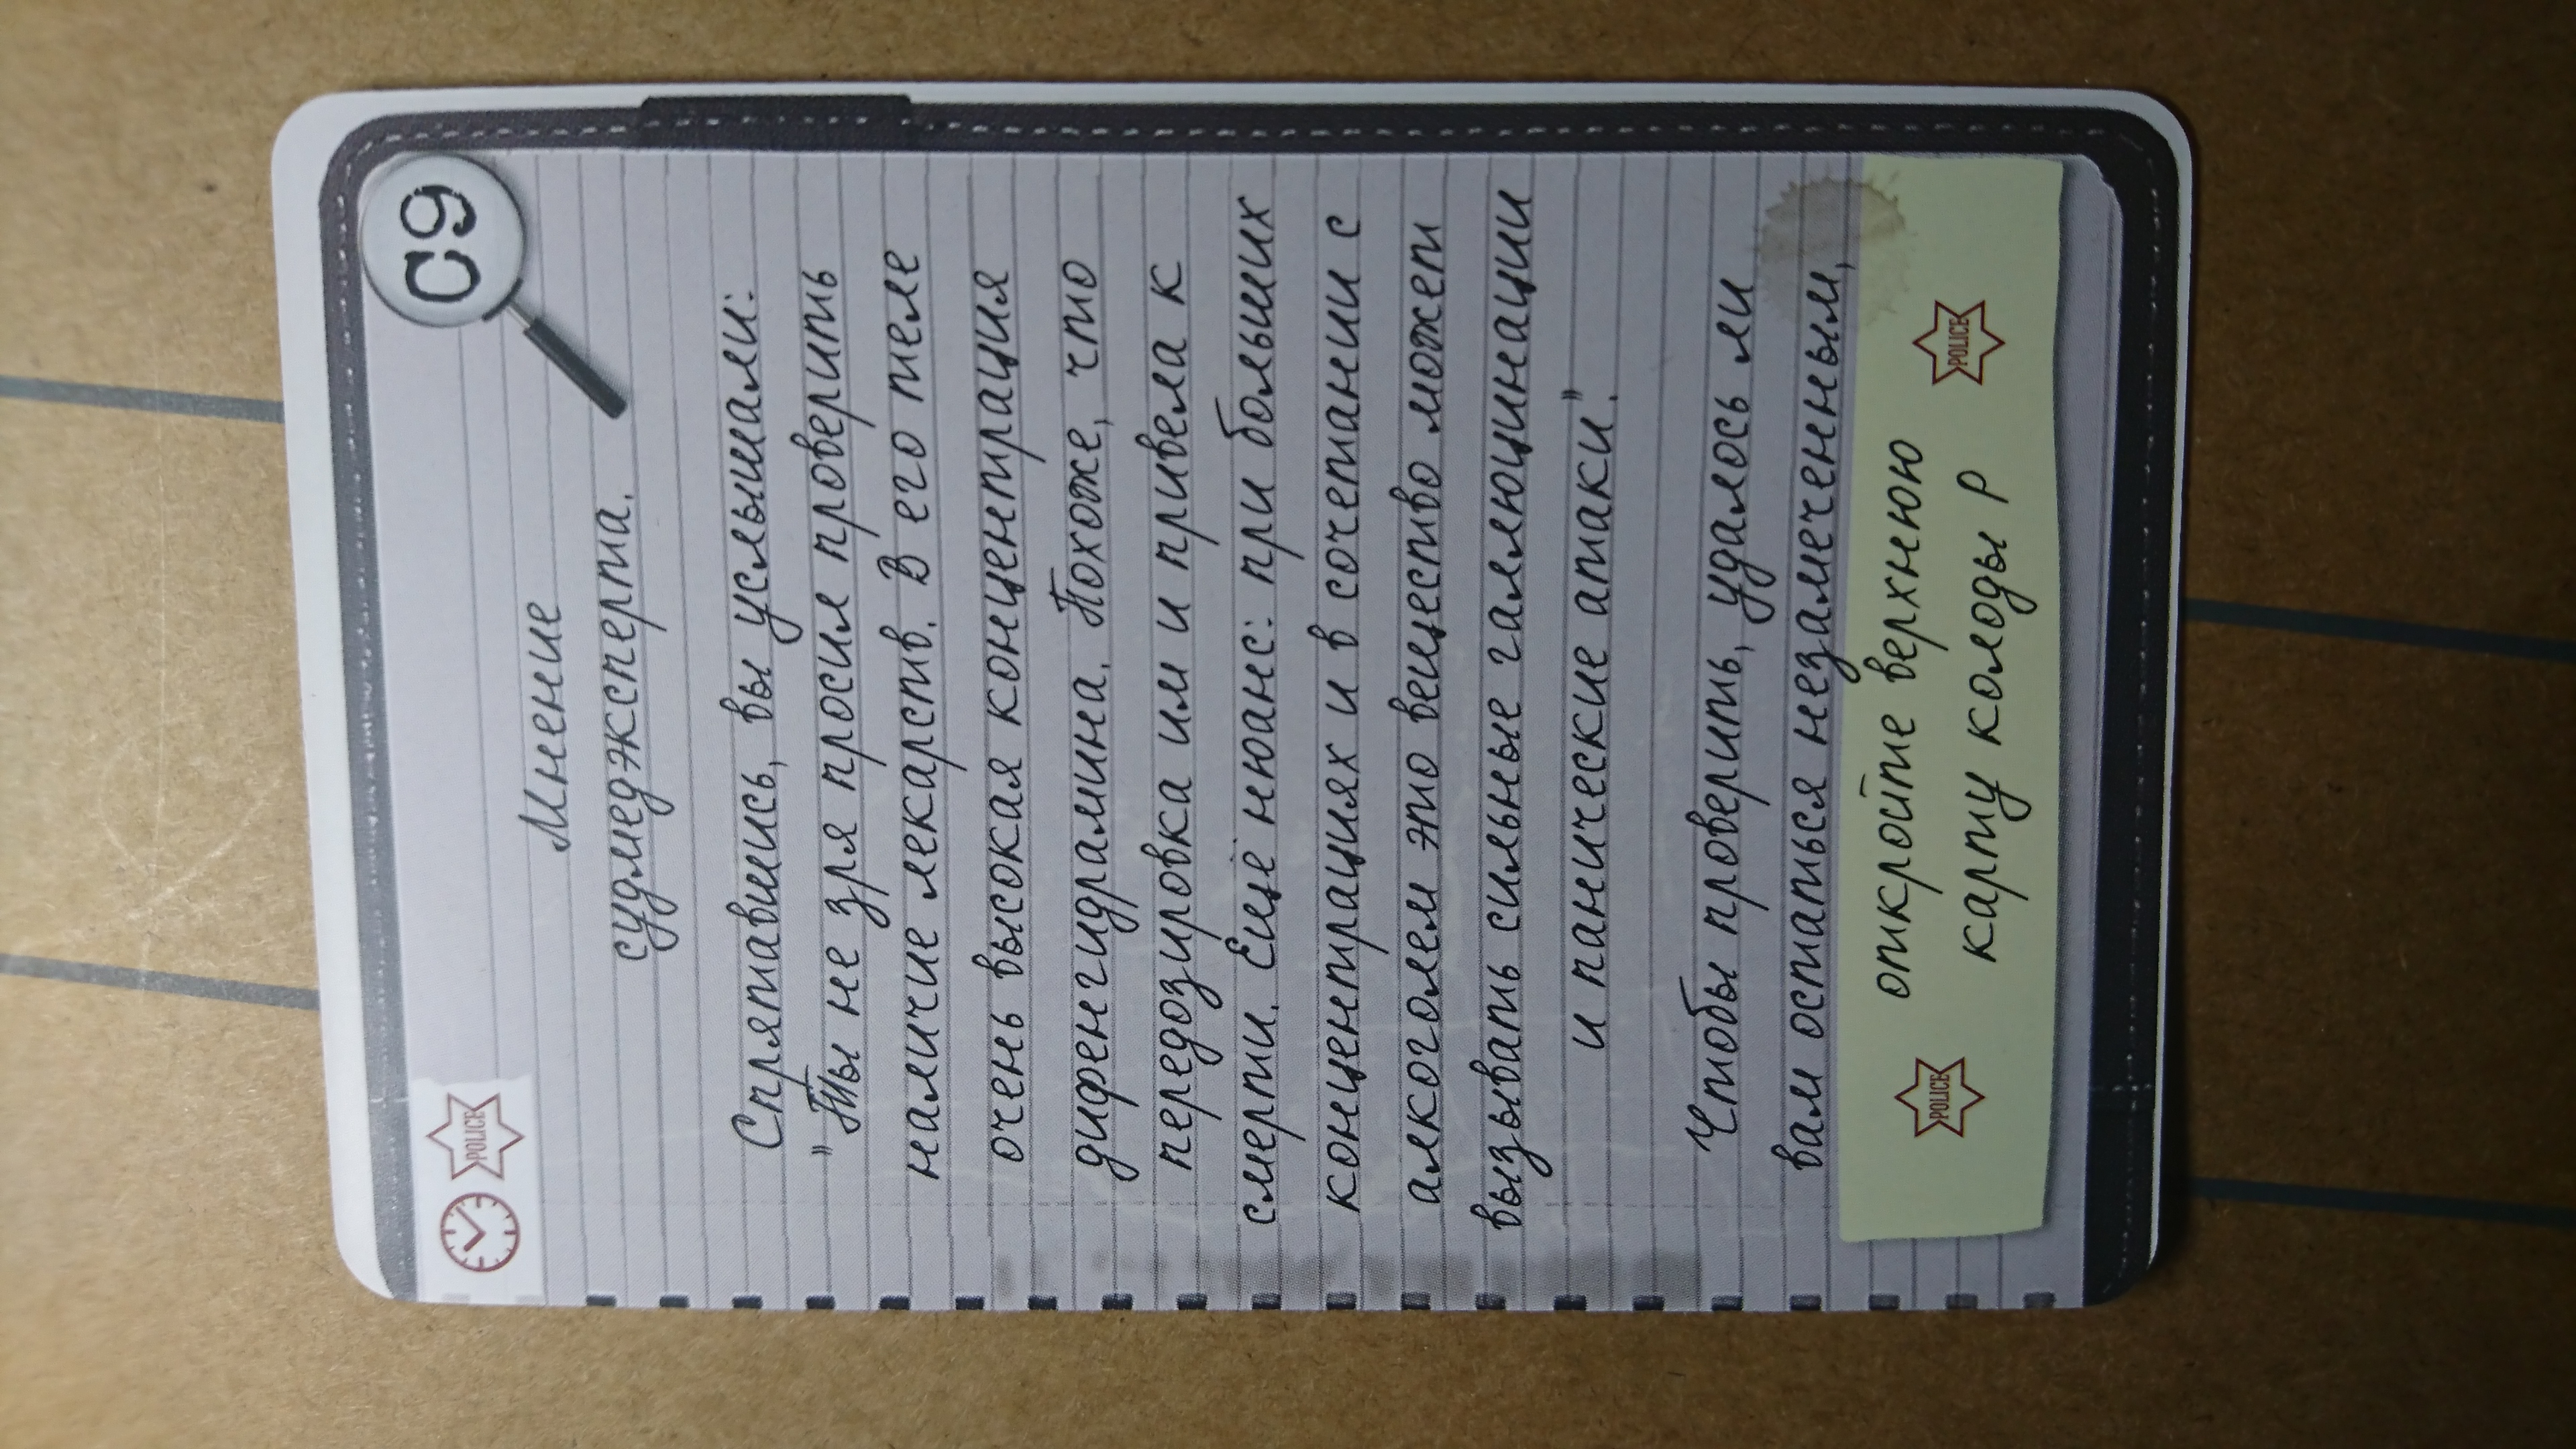 POLICE
C9
Мнение
судмедэксперта.
Спрятавшись, вы услышали:
"Ты не зря просил проверить
наличие лекарств. В его теле
очень высокая концентрация
дифенгидрамина. Похоже, что
передозировка им и привела к
смерти. Ещё нюанс: при больших
концентрациях и в сочетании с
алкоголем это вещество может
вызывать сильные галлюцинации
и панические атаки".
Чтобы проверить, удалось ли
вам остаться незамеченным,
откройте верхнюю
POLICE
POLICE
карту колоды Р